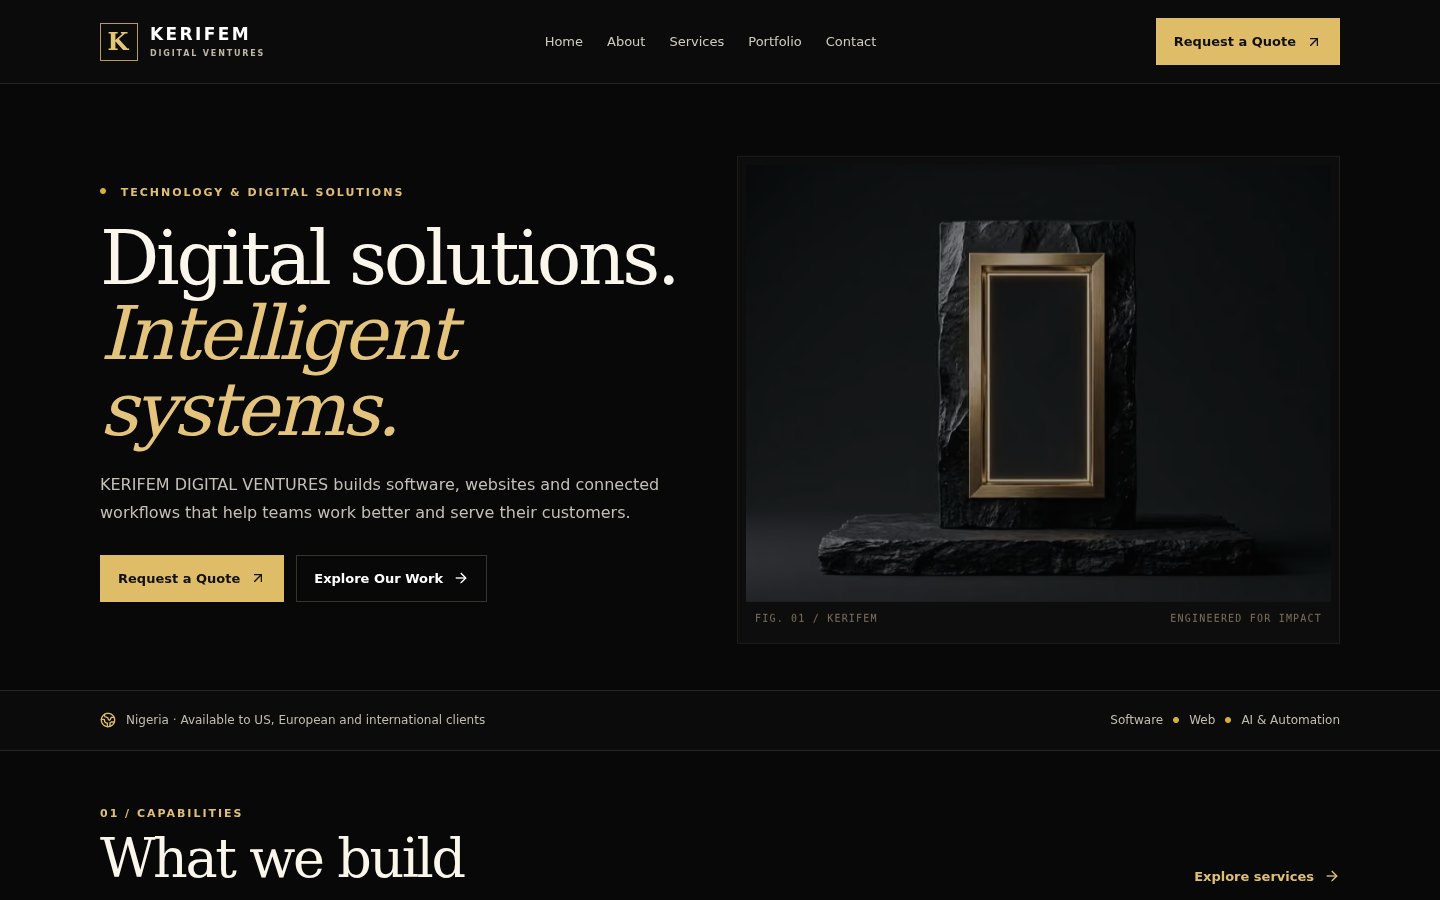 K
KERIFEM
DIGITAL VENTURES
Home About Services Portfolio Contact
Request a Quote
TECHNOLOGY & DIGITAL SOLUTIONS
Digital solutions.
Intelligent
systems.
KERIFEM DIGITAL VENTURES builds software, websites and connected
workflows that help teams work better and serve their customers.
Request a Quote
Explore Our Work
FIG. 01 / KERIFEM
ENGINEERED FOR IMPACT
Nigeria · Available to US, European and international clients
Software • Web • AI & Automation
01 / CAPABILITIES
What we build
Explore services